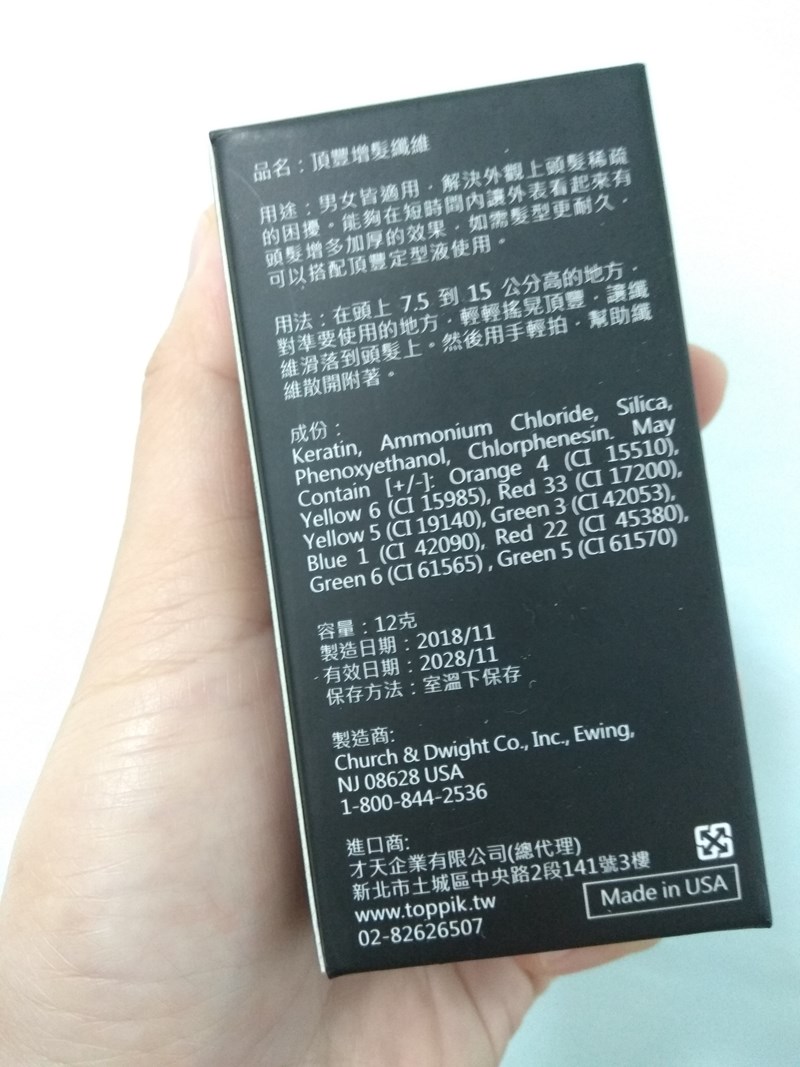 品名：頂豐增髮纖維
用途：男女皆適用，解決外觀上頭髮稀疏
的困擾。能夠在短時間內讓外表看起來有
頭髮增多加厚的效果，如需髮型更耐久，
可以搭配頂豐定型液使用。
用法：在頭上 7.5 到 15 公分高的地方，
對準要使用的地方，輕輕搖晃頂豐，讓纖
維滑落到頭髮上。然後用手輕拍，幫助纖
維散開附著。
成份：
Keratin, Ammonium Chloride, Silica,
Phenoxyethanol, Chlorphenesin. May
Contain [+/-]: Orange 4 (CI 15510),
Yellow 6 (CI 15985), Red 33 (CI 17200),
Yellow 5 (CI 19140), Green 3 (CI 42053),
Blue 1 (CI 42090), Red 22 (CI 45380),
Green 6 (CI 61565) , Green 5 (CI 61570)
容量：12克
製造日期：2018/11
有效日期：2028/11
保存方法：室溫下保存
製造商:
Church & Dwight Co., Inc., Ewing,
NJ 08628 USA
1-800-844-2536
進口商:
才天企業有限公司(總代理)
新北市土城區中央路2段141號3樓
www.toppik.tw
02-82626507
Made in USA